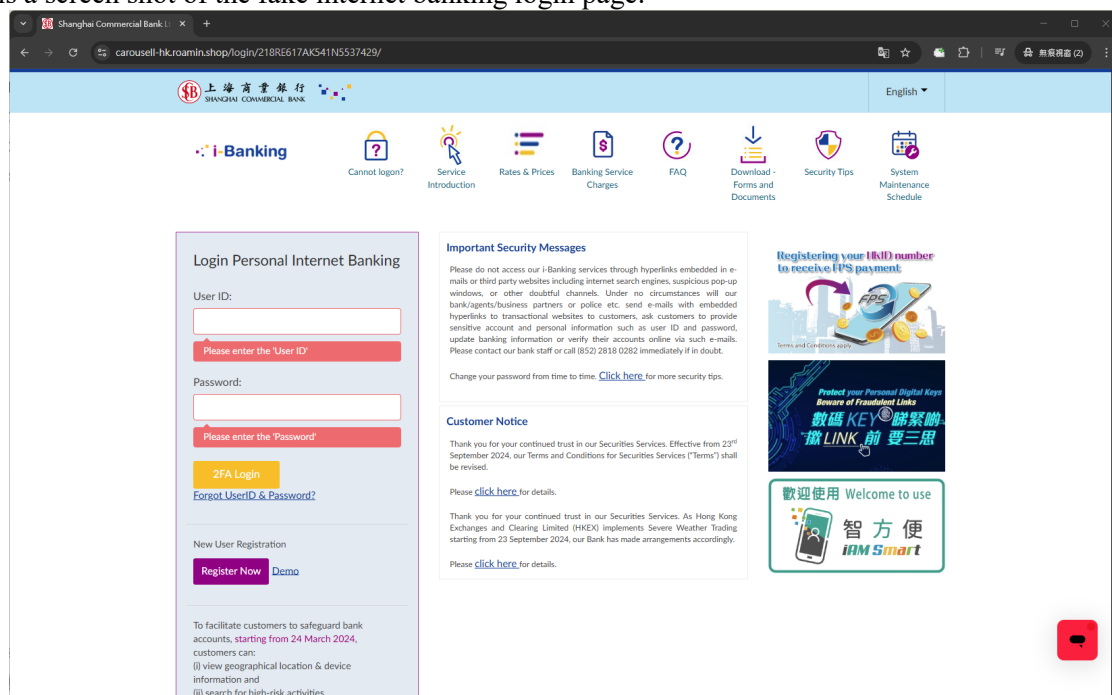 is a screen shot of the fake internet banking login page.
Shanghai Commercial Bank L
carousell-hk.roamin.shop/login/218RE617AK541N5537429/
無痕視窗 (2)
上海商業銀行
SHANGHAI COMMERCIAL BANK
English
i-Banking
Cannot logon?
Service
Introduction
Rates & Prices
Banking Service
Charges
FAQ
Download -
Forms and
Documents
Security Tips
System
Maintenance
Schedule
Login Personal Internet Banking
User ID:
Please enter the 'User ID'
Password:
Please enter the 'Password'
2FA Login
Forgot UserID & Password?
New User Registration
Register Now Demo
To facilitate customers to safeguard bank
accounts, starting from 24 March 2024,
customers can:
(i) view geographical location & device
information and
(ii) search for high-risk activities
Important Security Messages
Please do not access our i-Banking services through hyperlinks embedded in e-
mails or third party websites including internet search engines, suspicious pop-up
windows, or other doubtful channels. Under no circumstances will our
bank/agents/business partners or police etc. send e-mails with embedded
hyperlinks to transactional websites to customers, ask customers to provide
sensitive account and personal information such as user ID and password,
update banking information or verify their accounts online via such e-mails.
Please contact our bank staff or call (852) 2818 0282 immediately if in doubt.
Change your password from time to time. Click here for more security tips.
Customer Notice
Thank you for your continued trust in our Securities Services. Effective from 23rd
September 2024, our Terms and Conditions for Securities Services ("Terms") shall
be revised.
Please click here for details.
Thank you for your continued trust in our Securities Services. As Hong Kong
Exchanges and Clearing Limited (HKEX) implements Severe Weather Trading
starting from 23 September 2024, our Bank has made arrangements accordingly.
Please click here for details.
Registering your HKID number
to receive FPS payment
FPS
Terms and Conditions apply
Protect your Personal Digital Keys
Beware of Fraudulent Links
數碼 KEY 睇緊啲
撳 LINK 前 要三思
歡迎使用 Welcome to use
智方便
iAM Smart